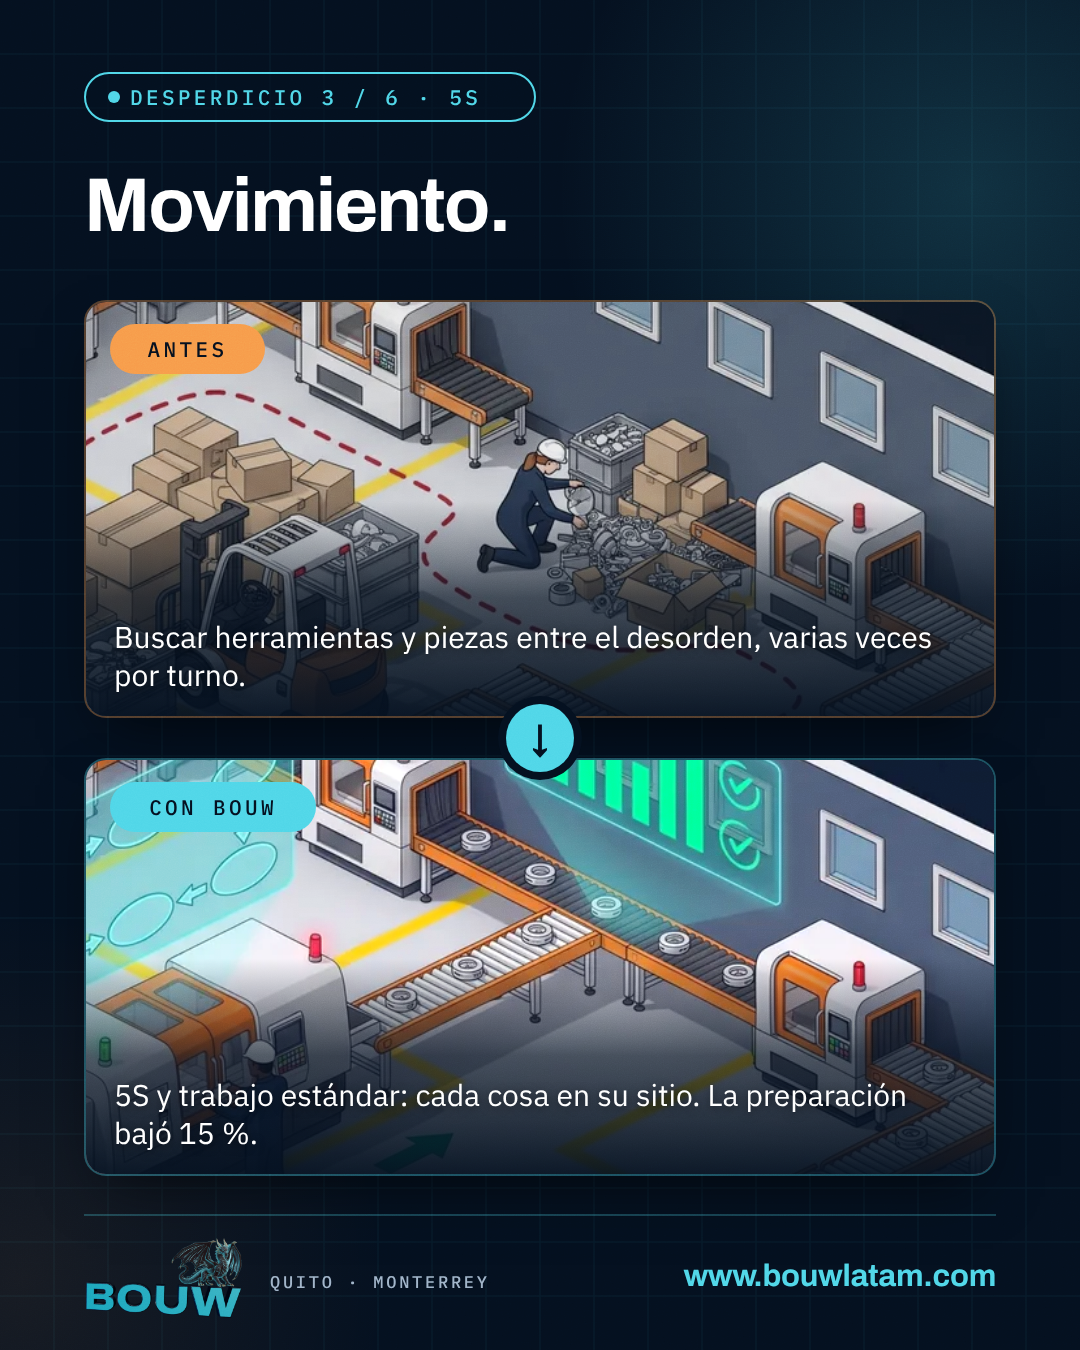 DESPERDICIO 3 / 6 · 5S
Movimiento.
ANTES
Buscar herramientas y piezas entre el desorden, varias veces
por turno.
CON BOUW
5S y trabajo estándar: cada cosa en su sitio. La preparación
bajó 15 %.
BOUW
QUITO · MONTERREY
www.bouwlatam.com